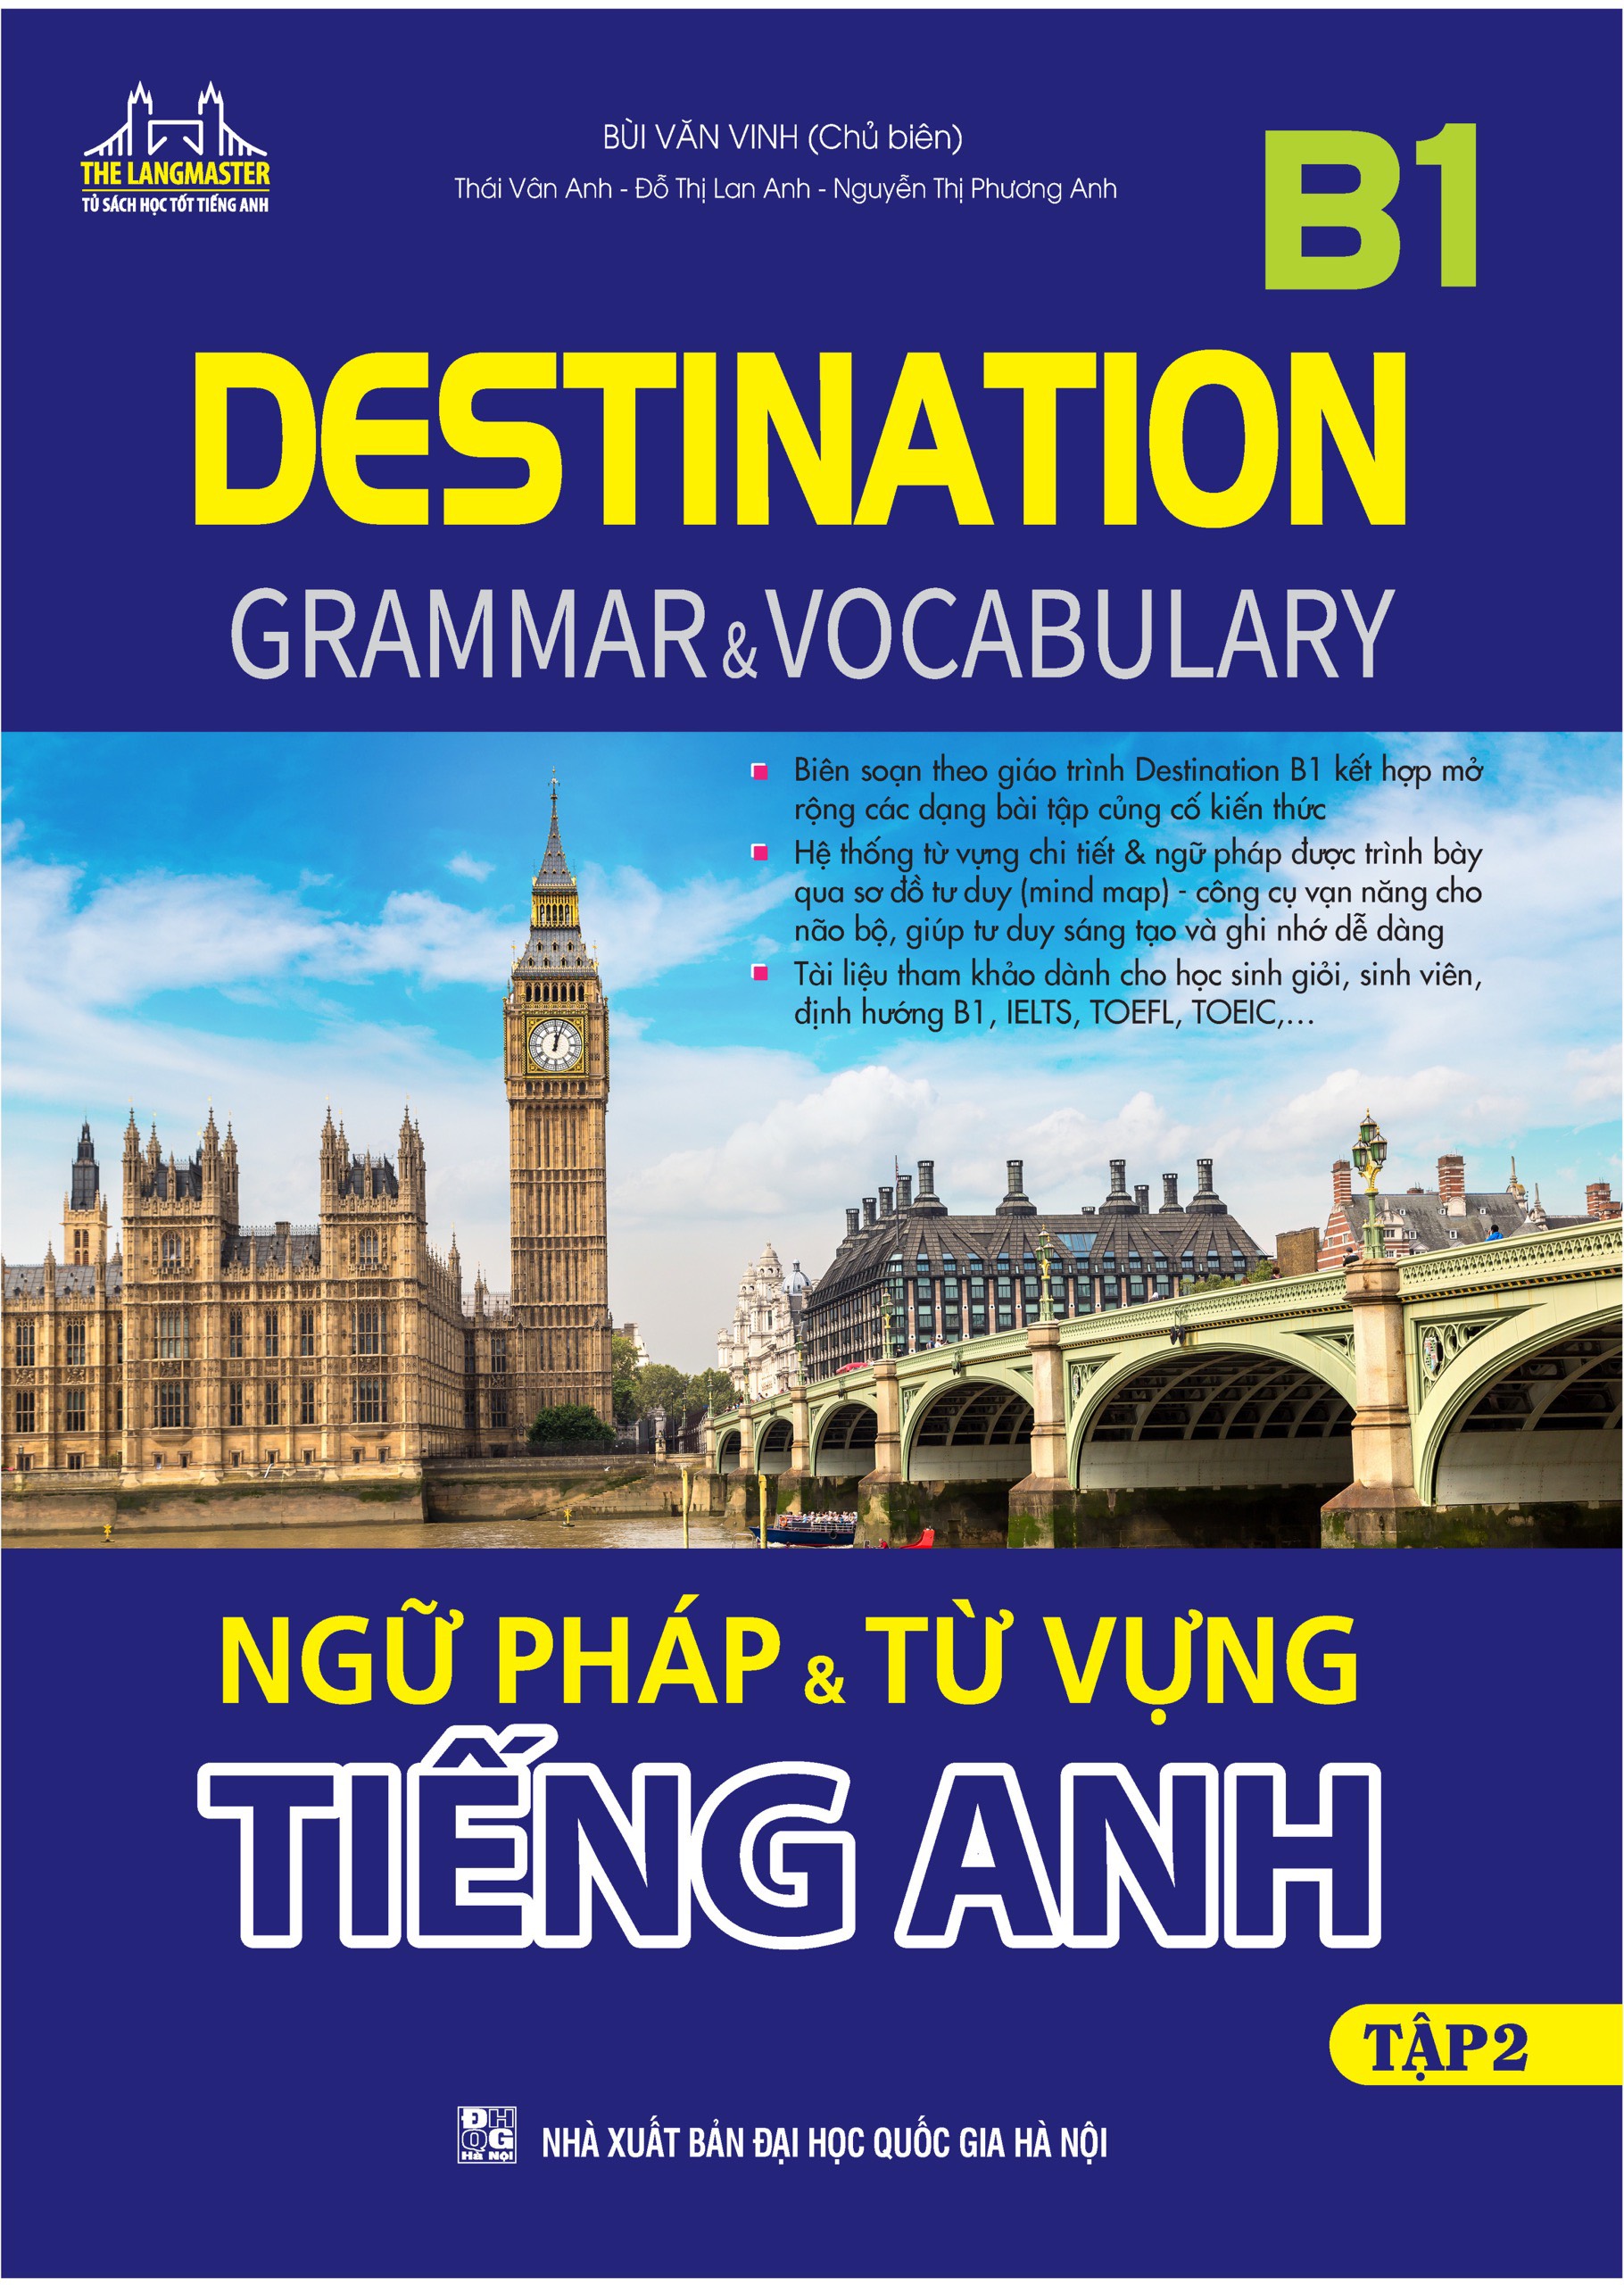 THE LANGMASTER
TỦ SÁCH HỌC TỐT TIẾNG ANH
BÙI VĂN VINH (Chủ biên)
Thái Vân Anh - Đỗ Thị Lan Anh - Nguyễn Thị Phương Anh
B1
DESTINATION
GRAMMAR & VOCABULARY
Biên soạn theo giáo trình Destination B1 kết hợp mở
rộng các dạng bài tập củng cố kiến thức
Hệ thống từ vựng chi tiết & ngữ pháp được trình bày
qua sơ đồ tư duy (mind map) - công cụ vạn năng cho
não bộ, giúp tư duy sáng tạo và ghi nhớ dễ dàng
Tài liệu tham khảo dành cho học sinh giỏi, sinh viên,
định hướng B1, IELTS, TOEFL, TOEIC,...
NGỮ PHÁP & TỪ VỰNG
TIẾNG ANH
TẬP 2
ĐH
QG
Hà Nội
NHÀ XUẤT BẢN ĐẠI HỌC QUỐC GIA HÀ NỘI